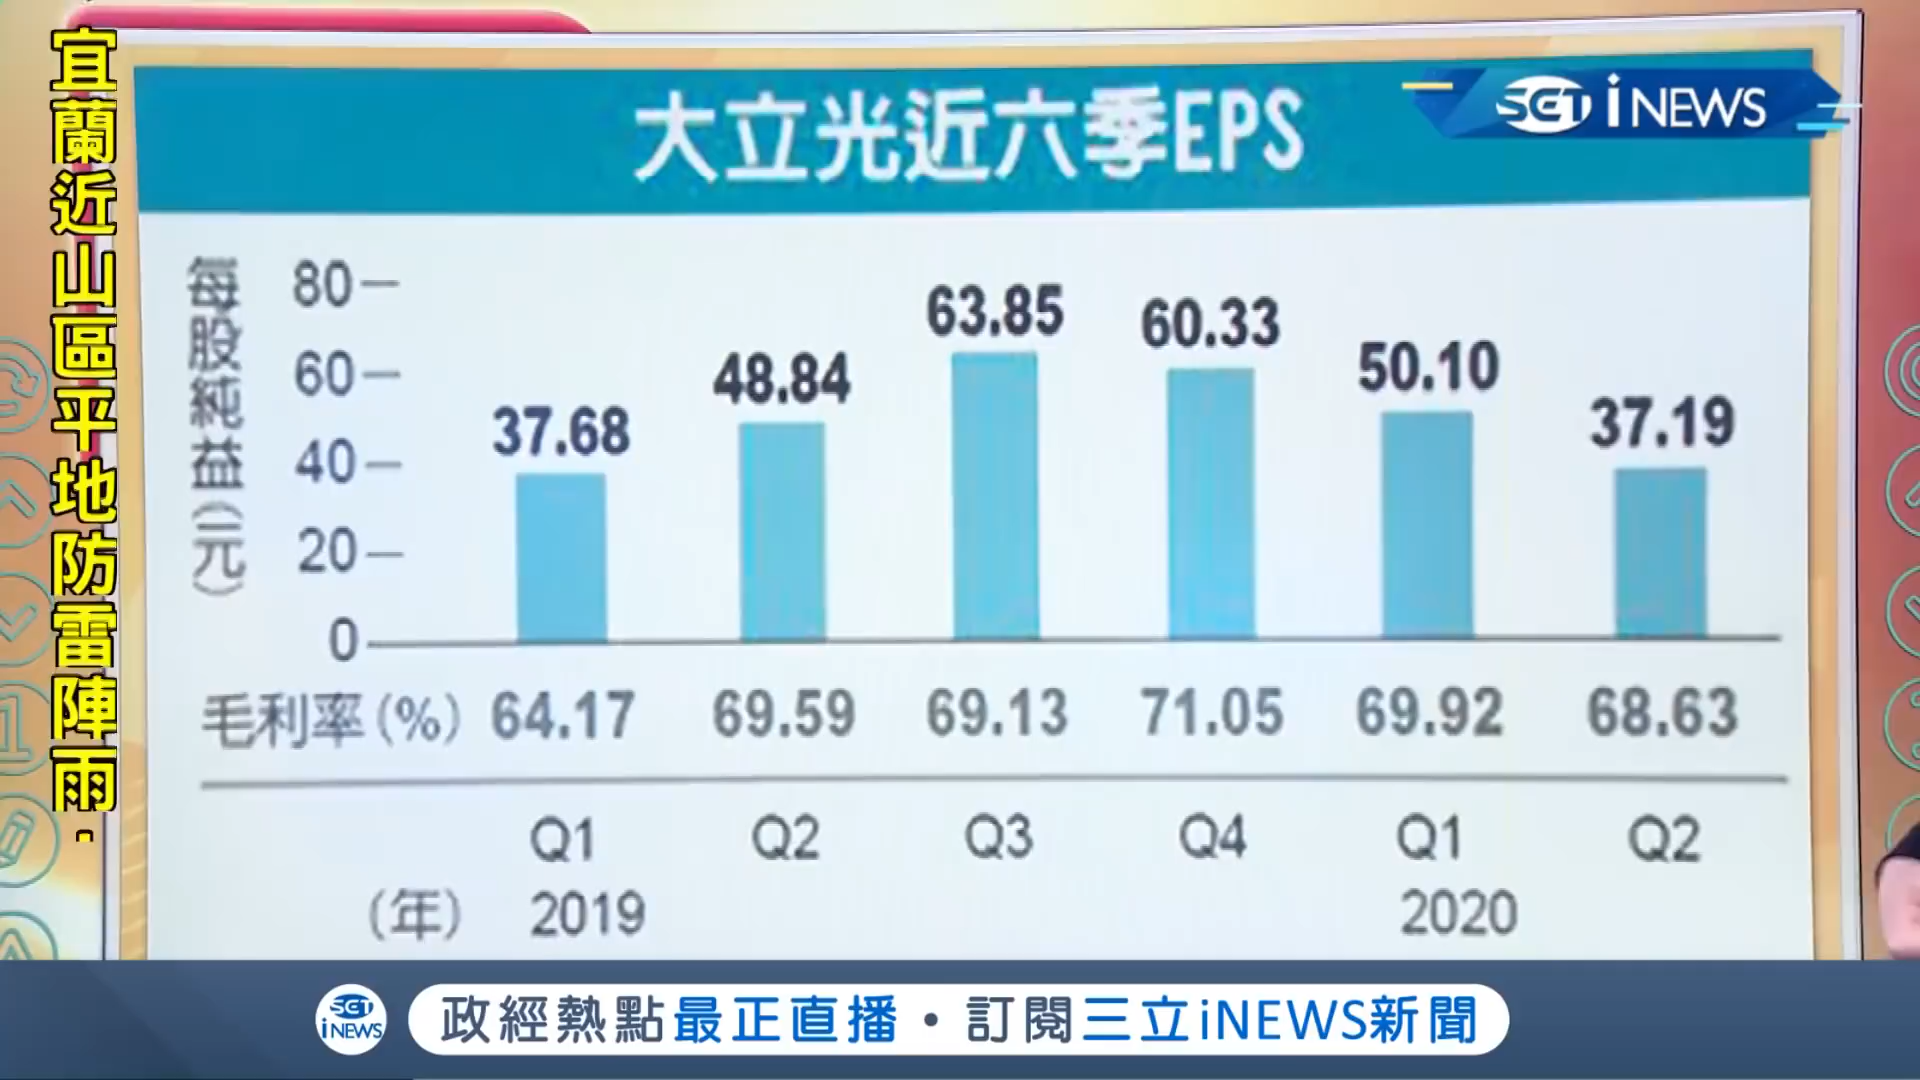 宜蘭近山區平地防雷陣雨.
大立光近六季EPS
SET iNEWS
每股純益(元)
80
60
40
20
0
37.68
48.84
63.85
60.33
50.10
37.19
毛利率(%) 64.17 69.59 69.13 71.05 69.92 68.63
Q1 Q2 Q3 Q4 Q1 Q2
(年) 2019 2020
SET iNEWS
政經熱點最正直播・訂閱三立iNEWS新聞